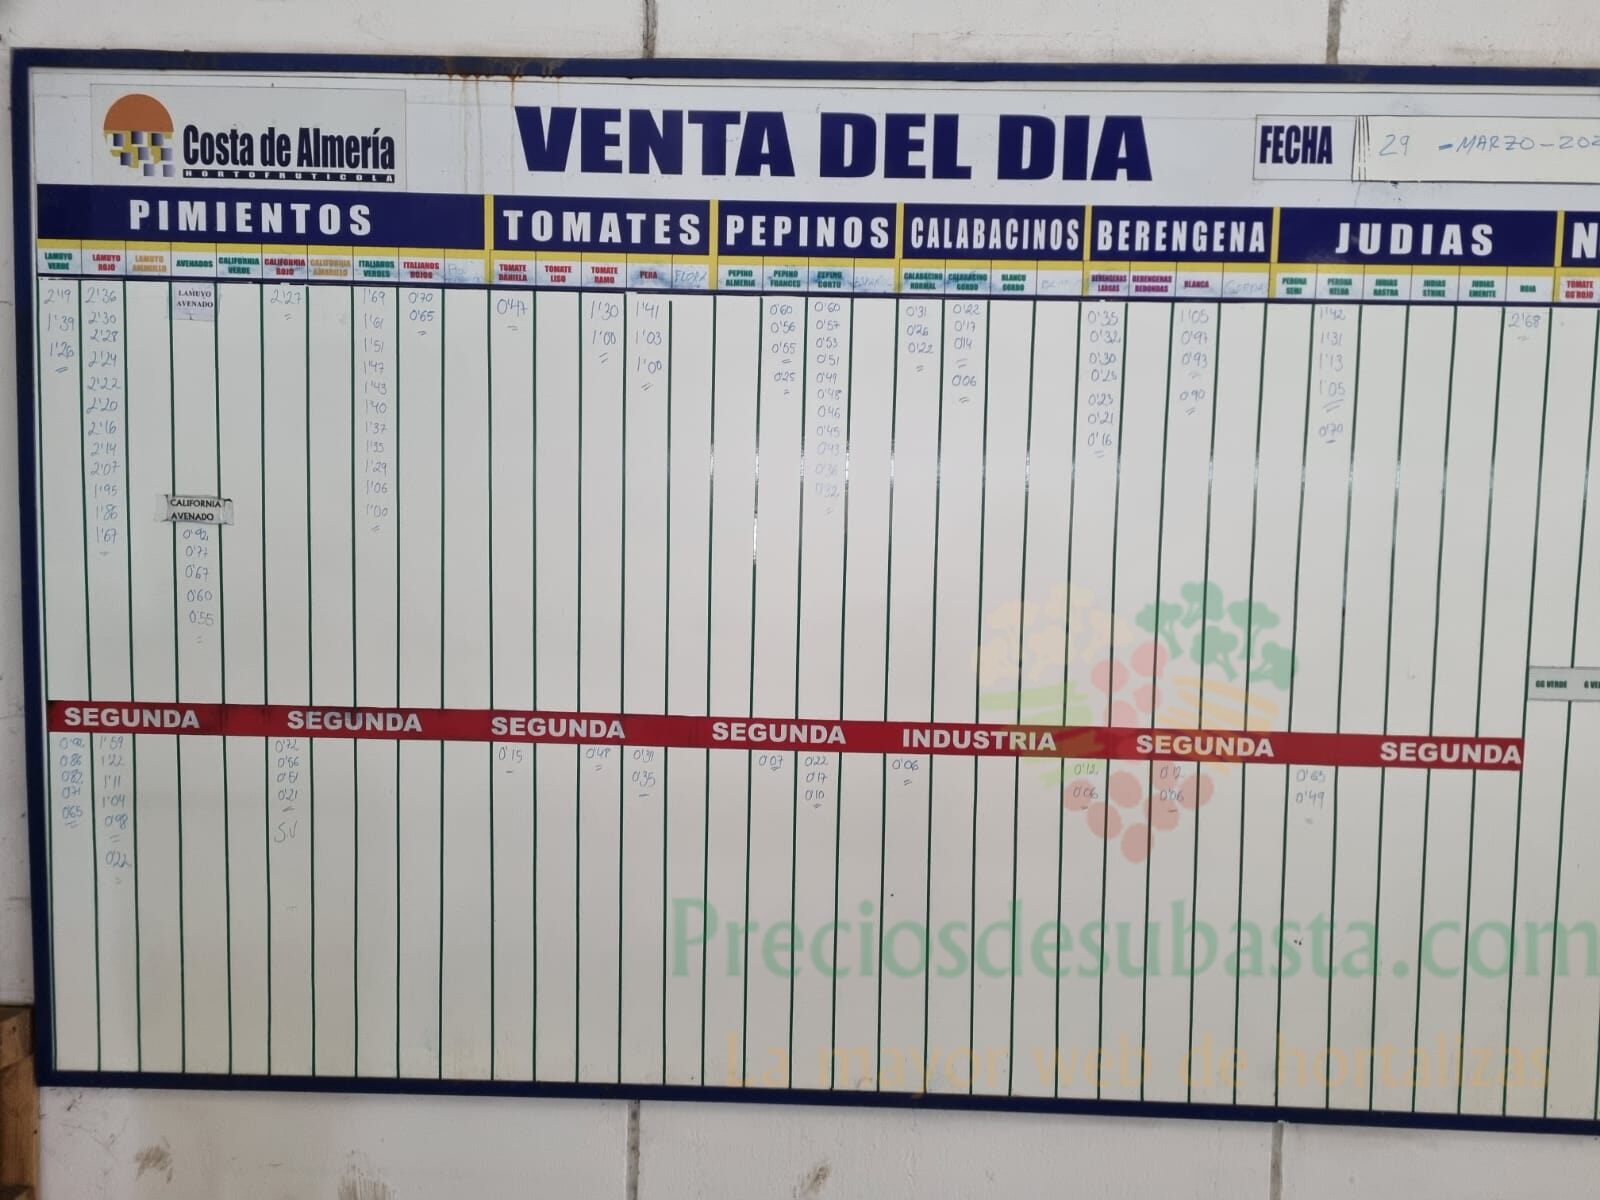 Costa de Almería
HORTOFRUTICOLA
VENTA DEL DIA
FECHA
29 - MARZO - 202
PIMIENTOS TOMATES PEPINOS CALABACINOS BERENGENA JUDIAS N
LAMUYO VERDE LAMUYO ROJO LAMUYO AMARILLO AVENADOS CALIFORNIA VERDE CALIFORNIA ROJO CALIFORNIA AMARILLO ITALIANOS VERDES ITALIANOS ROJOS TOMATE DANIELA TOMATE LISO TOMATE RAMO PERA FLORA PEPINO ALMERIA PEPINO FRANCES PEPINO CORTO CALABACINO NORMAL CALABACINO GORDO BLANCO GORDO BERENGENAS LARGAS BERENGENAS REDONDAS BLANCA PERONA SEMI PERONA HELDA JUDIAS RASTRA JUDIAS STRIKE JUDIAS EMERITE ROJA TOMATE GG ROJO
2'19 2'36 LAMUYO AVENADO 2'27 1'69 0'70 0'47 1'30 1'41 0'60 0'60 0'31 0'22 0'35 1'05 1'42 2'68
1'39 2'30 1'61 0'65 1'00 1'03 0'56 0'57 0'26 0'17 0'32 0'97 1'31
1'26 2'28 1'51 1'00 0'55 0'53 0'22 0'14 0'30 0'93 1'13
2'24 1'47 0'25 0'51 0'06 0'25 0'90 1'05
2'22 1'43 0'49 0'23 0'70
2'20 1'40 0'48 0'21
2'16 1'37 0'46 0'16
2'14 1'35 0'45
2'07 1'29 0'43
1'95 1'06 0'36
1'86 1'00 0'32
1'67
CALIFORNIA
AVENADO
0'92
0'77
0'67
0'60
0'55
GG VERDE G VE
SEGUNDA SEGUNDA SEGUNDA SEGUNDA INDUSTRIA SEGUNDA SEGUNDA
1'59 0'72 0'15 0'48 0'39 0'07 0'22 0'06 0'12 0'12 0'63
0'86 1'22 0'66 0'35 0'17 0'06 0'06 0'49
0'82 1'11 0'51 0'10
0'71 1'04 0'21
0'65 0'98 SV
0'22
Preciosdesubasta.com
La mayor web de hortalizas